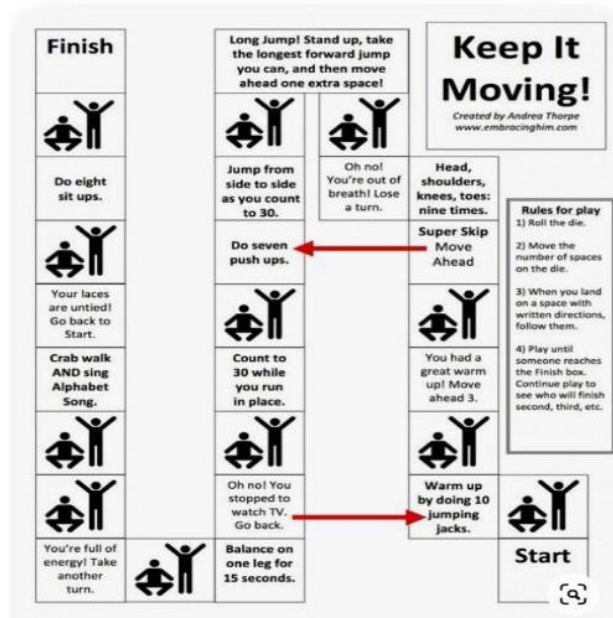 Finish
Long Jump! Stand up, take
the longest forward jump
you can, and then move
ahead one extra space!
Keep It
Moving!
Created by Andrea Thorpe
www.embracinghim.com
Do eight
sit ups.
Jump from
side to side
as you count
to 30.
Oh no!
You're out of
breath! Lose
a turn.
Head,
shoulders,
knees, toes:
nine times.
Do seven
push ups.
Super Skip
Move
Ahead
Rules for play
1) Roll the die.
2) Move the
number of spaces
on the die.
3) When you land
on a space with
written directions,
follow them.
4) Play until
someone reaches
the Finish box.
Continue play to
see who will finish
second, third, etc.
Your laces
are untied!
Go back to
Start.
Crab walk
AND sing
Alphabet
Song.
Count to
30 while
you run
in place.
You had a
great warm
up! Move
ahead 3.
Oh no! You
stopped to
watch TV.
Go back.
Warm up
by doing 10
jumping
jacks.
You're full of
energy! Take
another
turn.
Balance on
one leg for
15 seconds.
Start